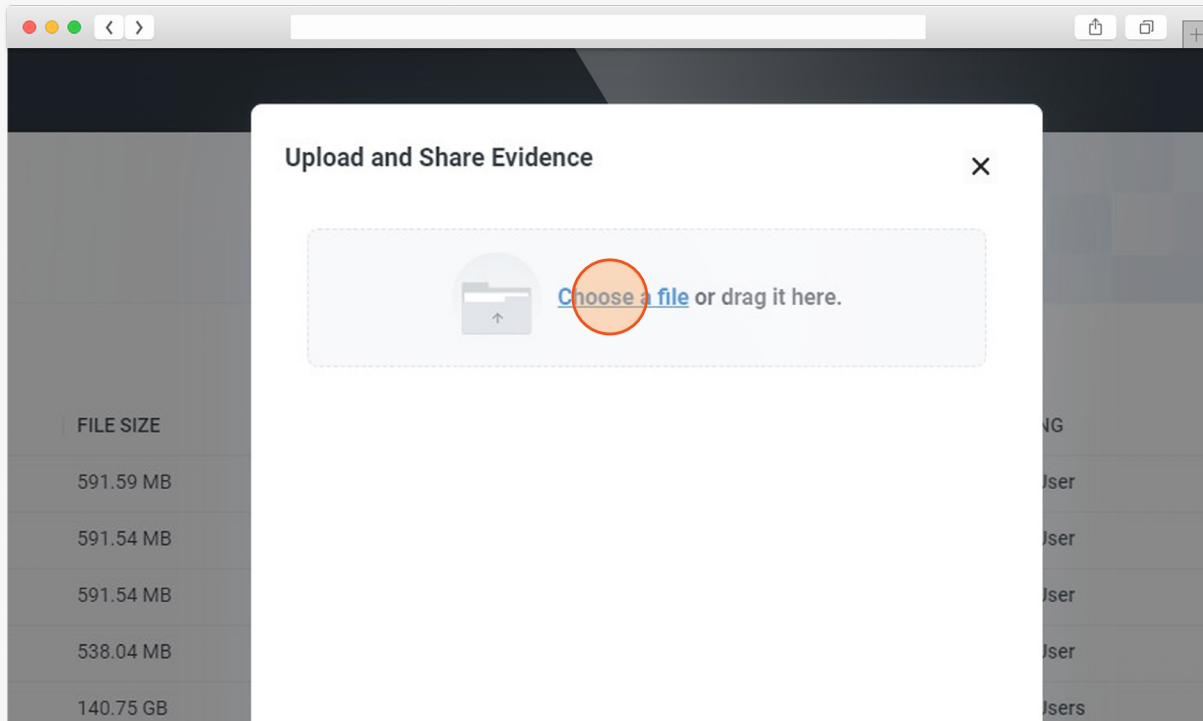 Upload and Share Evidence
Choose a file or drag it here.
FILE SIZE
591.59 MB
591.54 MB
591.54 MB
538.04 MB
140.75 GB